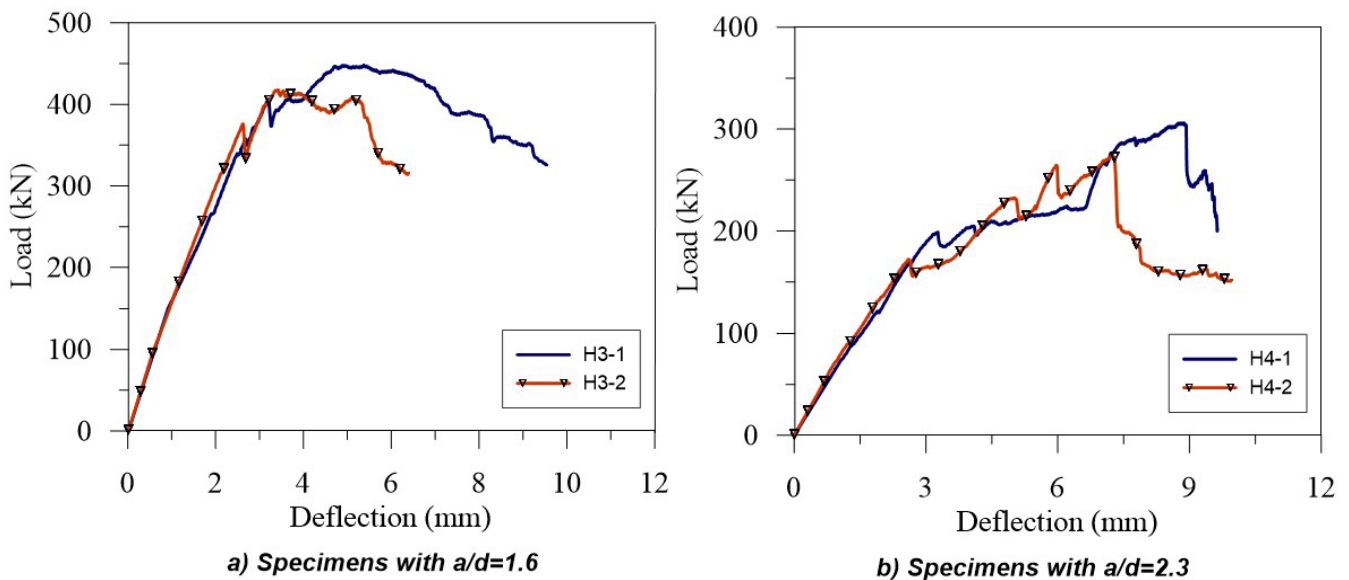 500
400
300
200
100
0
Load (kN)
0 2 4 6 8 10 12
Deflection (mm)
H3-1
H3-2
a) Specimens with a/d=1.6
400
300
200
100
0
Load (kN)
0 3 6 9 12
Deflection (mm)
H4-1
H4-2
b) Specimens with a/d=2.3